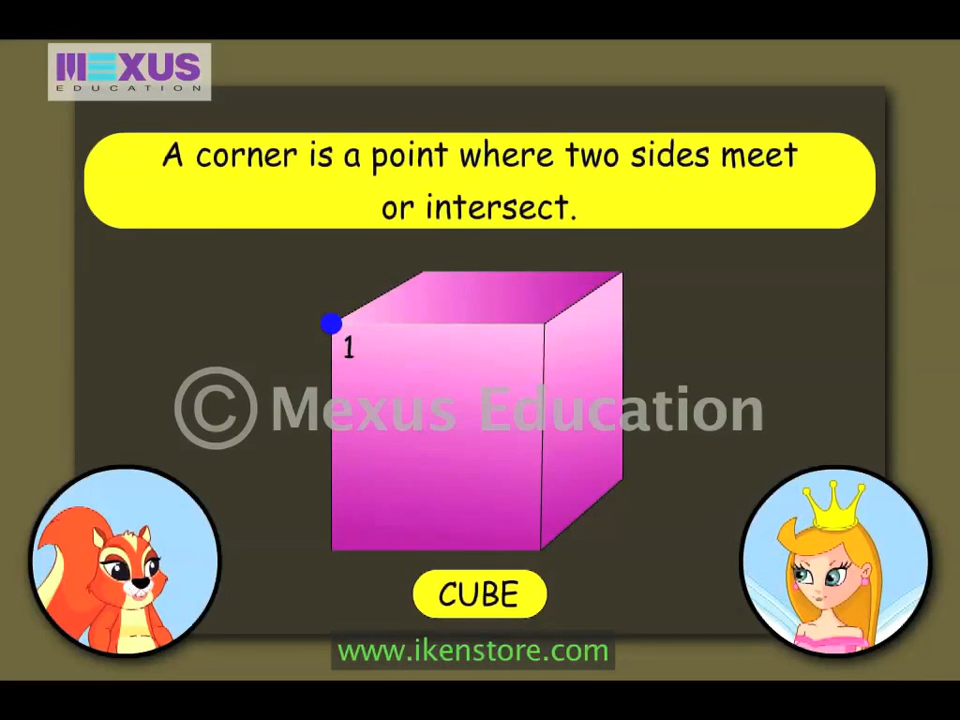 MEXUS
EDUCATION
A corner is a point where two sides meet
or intersect.
1
© Mexus Education
CUBE
www.ikenstore.com